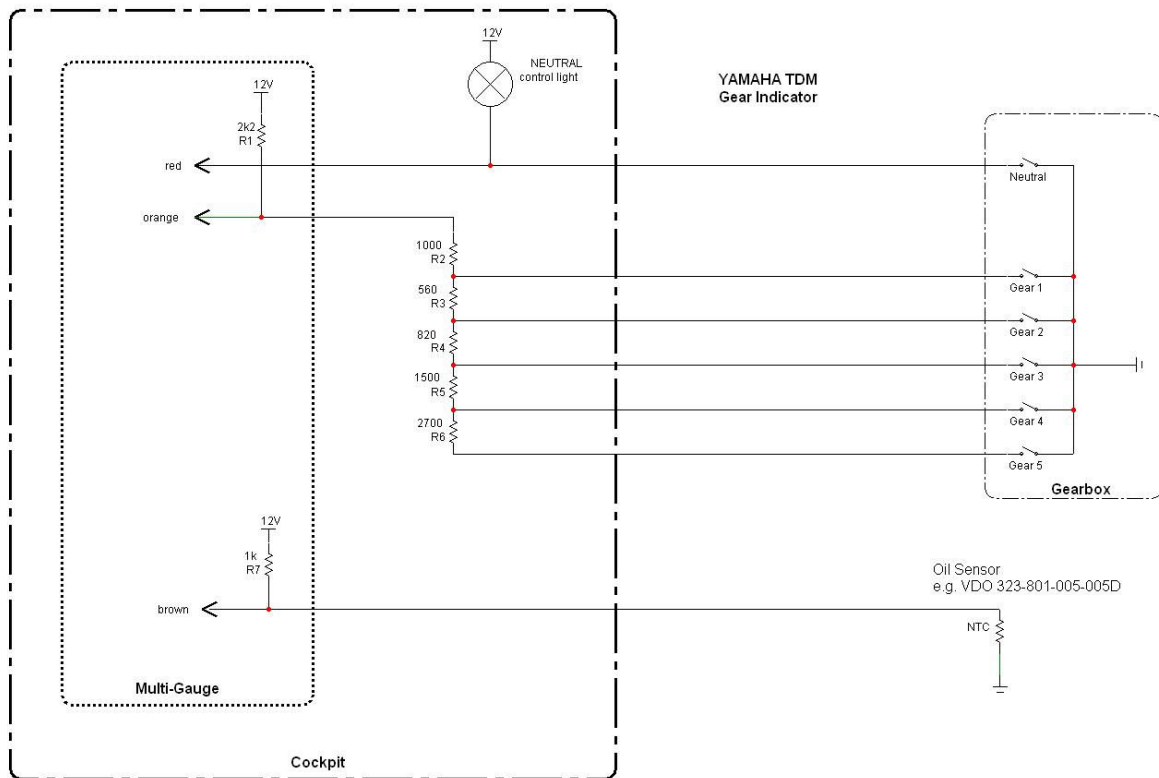 12V
NEUTRAL
control light
YAMAHA TDM
Gear Indicator
12V
2k2
R1
red
Neutral
orange
1000
R2
560
R3
Gear 1
820
R4
Gear 2
1500
R5
Gear 3
2700
R6
Gear 4
Gear 5
Gearbox
12V
1k
R7
Oil Sensor
e.g. VDO 323-801-005-005D
brown
NTC
Multi-Gauge
Cockpit